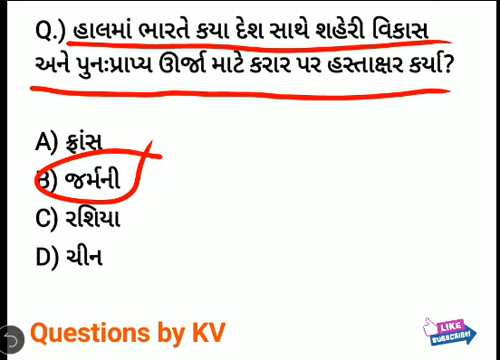 Q.) હાલમાં ભારતે કયા દેશ સાથે શહેરી વિકાસ
અને પુનઃપ્રાપ્ય ઊર્જા માટે કરાર પર હસ્તાક્ષર કર્યા?
A) ફ્રાંસ
B) જર્મની
C) રશિયા
D) ચીન
Questions by KV
LIKE
SUBSCRIBE!